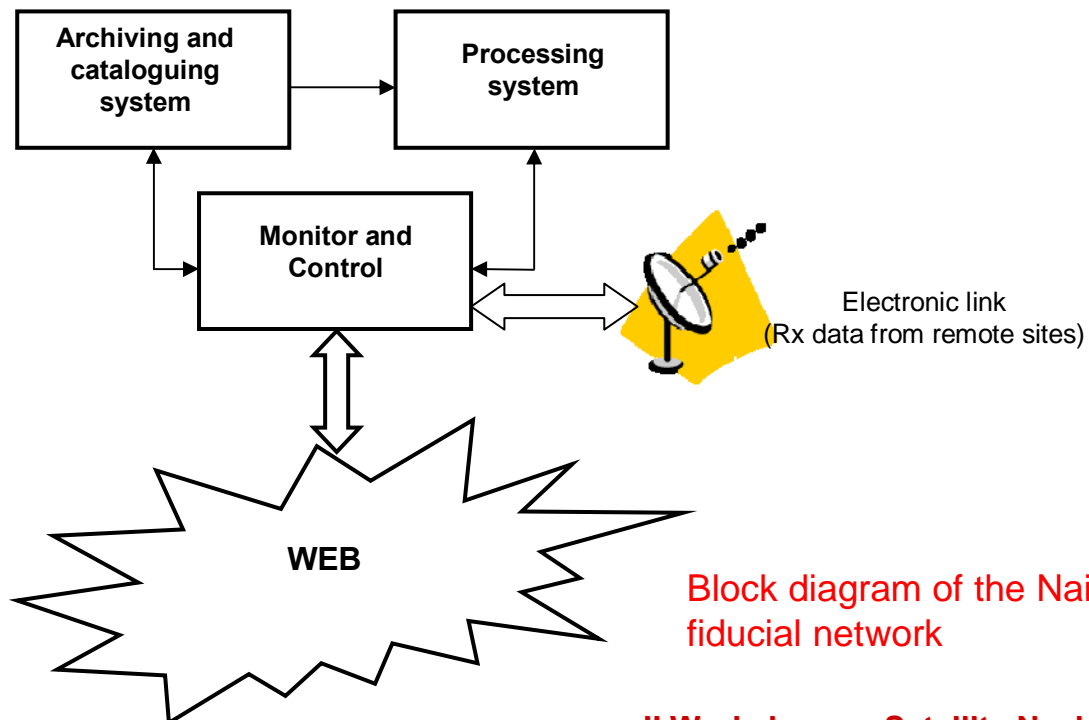 Archiving and
cataloguing
system
Processing
system
Monitor and
Control
Electronic link
(Rx data from remote sites)
WEB
Block diagram of the
fiducial network